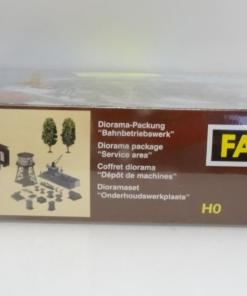 Diorama-Packung
"Bahnbetriebswerk"
Diorama package
"Service area"
Coffret diorama
"Dépôt de machines"
Dioramaset
"Onderhoudswerkplaats"
H0
FA